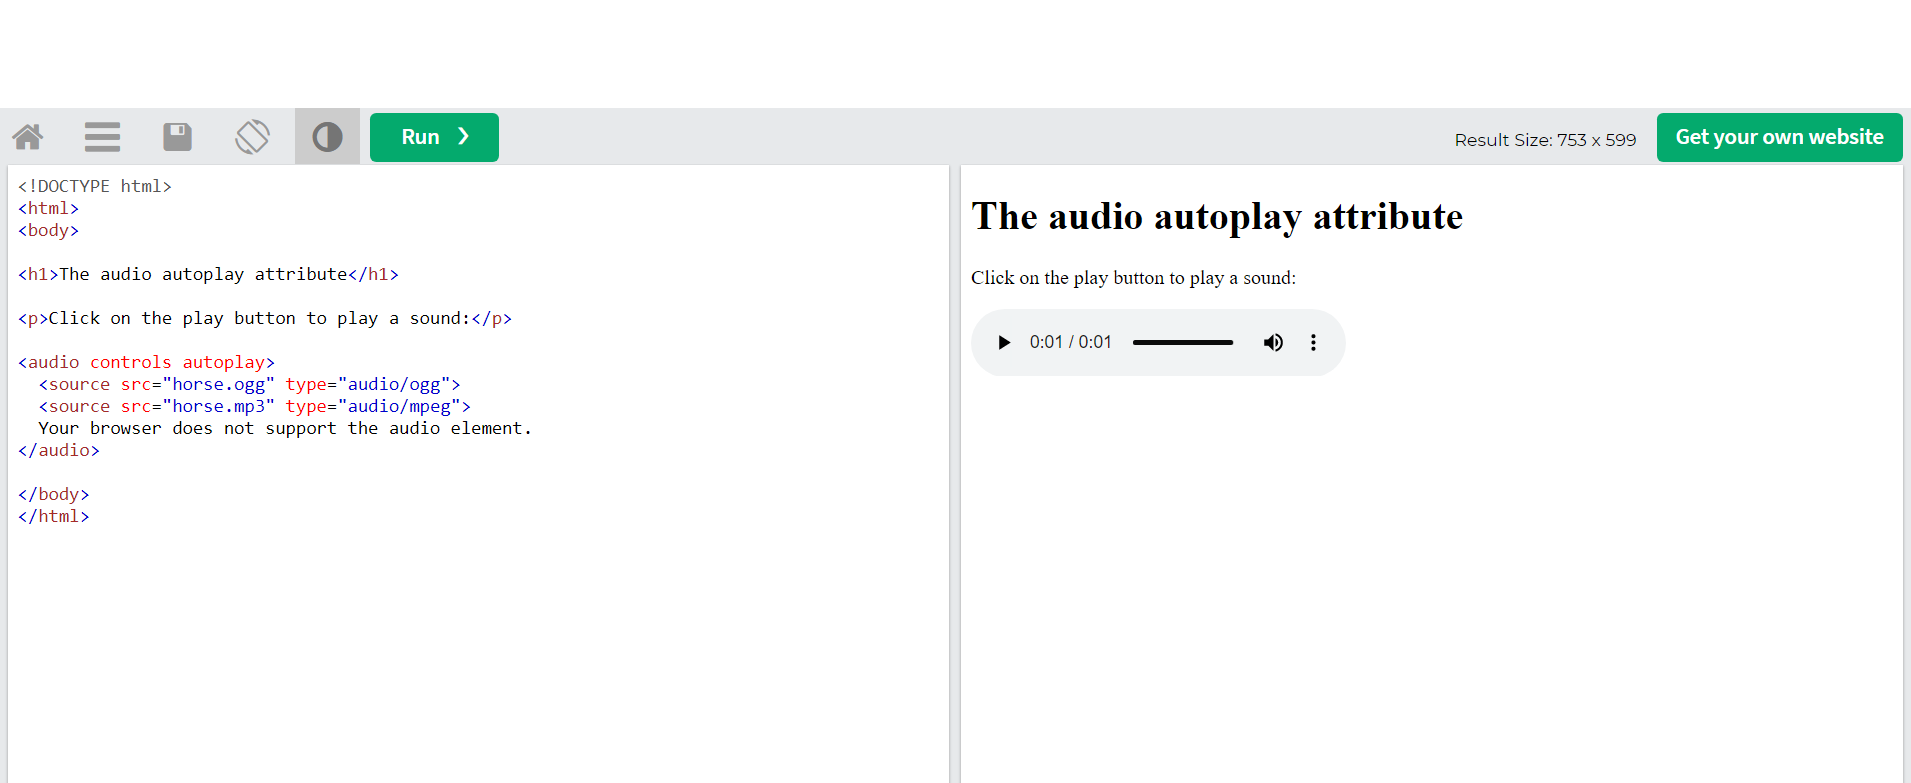 Run ❯
Result Size: 753 x 599
Get your own website
<!DOCTYPE html>
<html>
<body>
<h1>The audio autoplay attribute</h1>
<p>Click on the play button to play a sound:</p>
<audio controls autoplay>
  <source src="horse.ogg" type="audio/ogg">
  <source src="horse.mp3" type="audio/mpeg">
  Your browser does not support the audio element.
</audio>
</body>
</html>
The audio autoplay attribute
Click on the play button to play a sound:
0:01 / 0:01